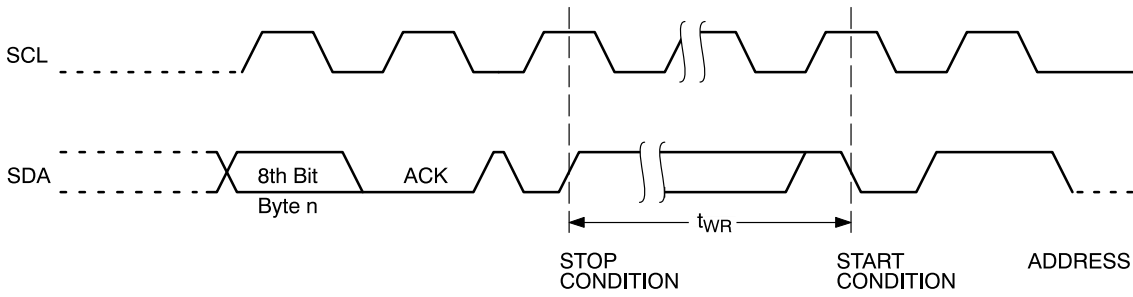 SCL
SDA
8th Bit
Byte n
ACK
tWR
STOP
CONDITION
START
CONDITION
ADDRESS